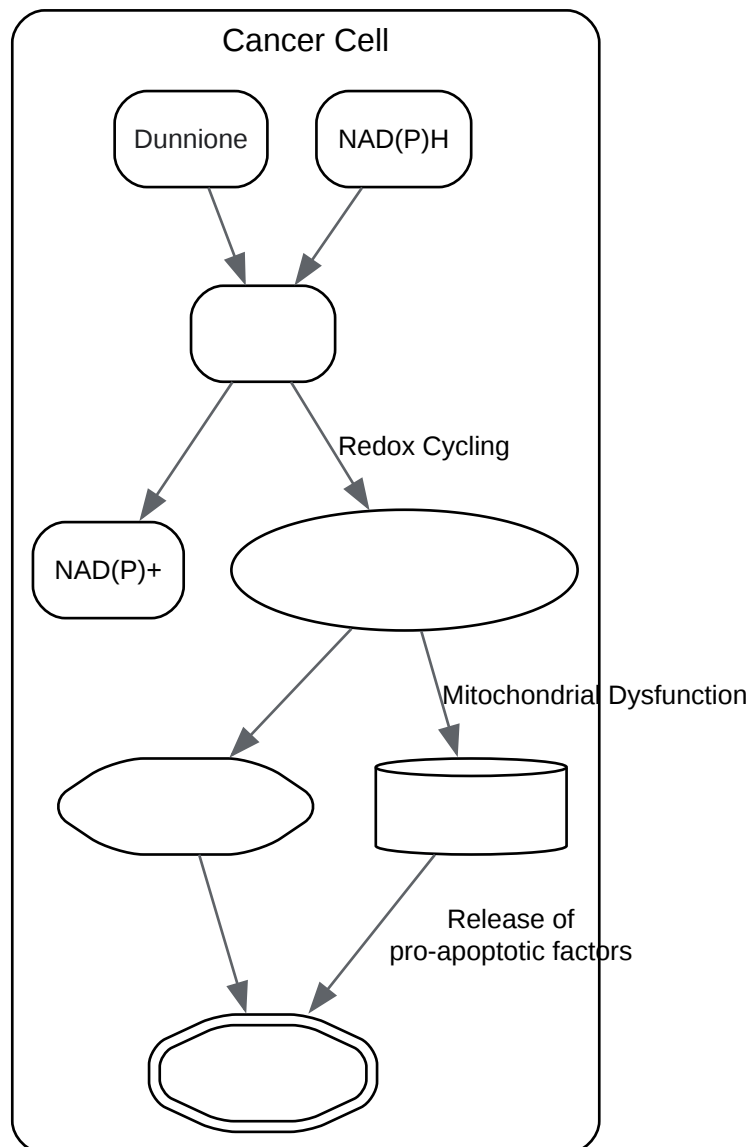 Cancer Cell
Dunnione
NAD(P)H
Redox Cycling
NAD(P)+
Mitochondrial Dysfunction
Release of
pro-apoptotic factors